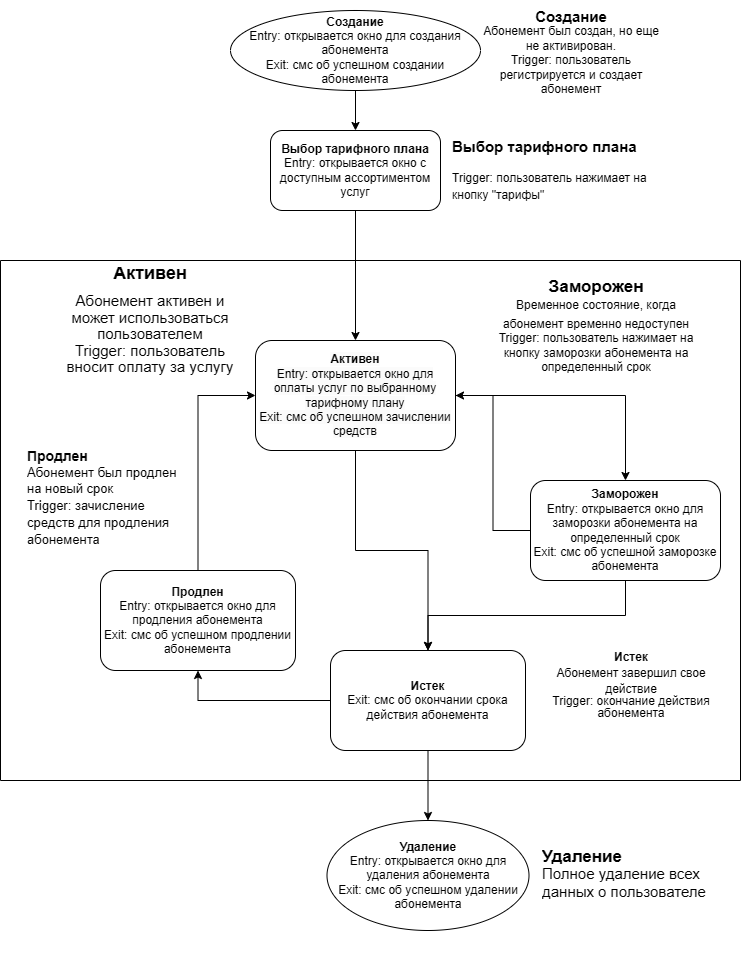 Создание
Entry: открывается окно для создания
абонемента
Exit: смс об успешном создании
абонемента
Создание
Абонемент был создан, но еще
не активирован.
Trigger: пользователь
регистрируется и создает
абонемент
Выбор тарифного плана
Entry: открывается окно с
доступным ассортиментом
услуг
Выбор тарифного плана
Trigger: пользователь нажимает на
кнопку "тарифы"
Активен
Абонемент активен и
может использоваться
пользователем
Trigger: пользователь
вносит оплату за услугу
Заморожен
Временное состояние, когда
абонемент временно недоступен
Trigger: пользователь нажимает на
кнопку заморозки абонемента на
определенный срок
Активен
Entry: открывается окно для
оплаты услуг по выбранному
тарифному плану
Exit: смс об успешном зачислении
средств
Продлен
Абонемент был продлен
на новый срок
Trigger: зачисление
средств для продления
абонемента
Заморожен
Entry: открывается окно для
заморозки абонемента на
определенный срок
Exit: смс об успешной заморозке
абонемента
Продлен
Entry: открывается окно для
продления абонемента
Exit: смс об успешном продлении
абонемента
Истек
Exit: смс об окончании срока
действия абонемента
Истек
Абонемент завершил свое
действие
Trigger: окончание действия
абонемента
Удаление
Entry: открывается окно для
удаления абонемента
Exit: смс об успешном удалении
абонемента
Удаление
Полное удаление всех
данных о пользователе